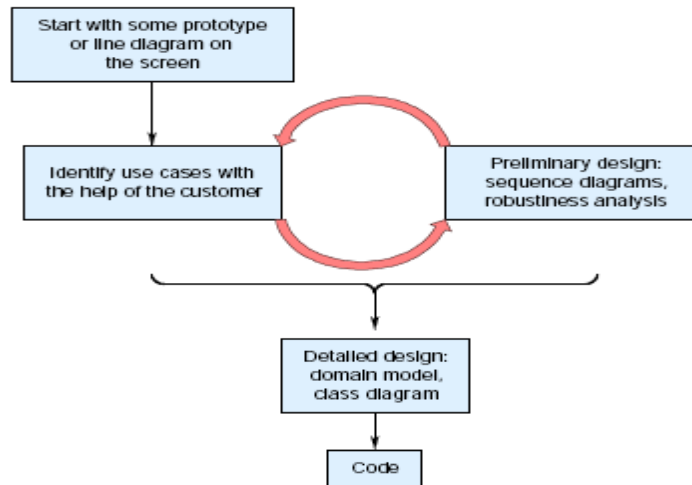 Start with some prototype
or line diagram on
the screen
Identify use cases with
the help of the customer
Preliminary design:
sequence diagrams,
robustiness analysis
Detailed design:
domain model,
class diagram
Code